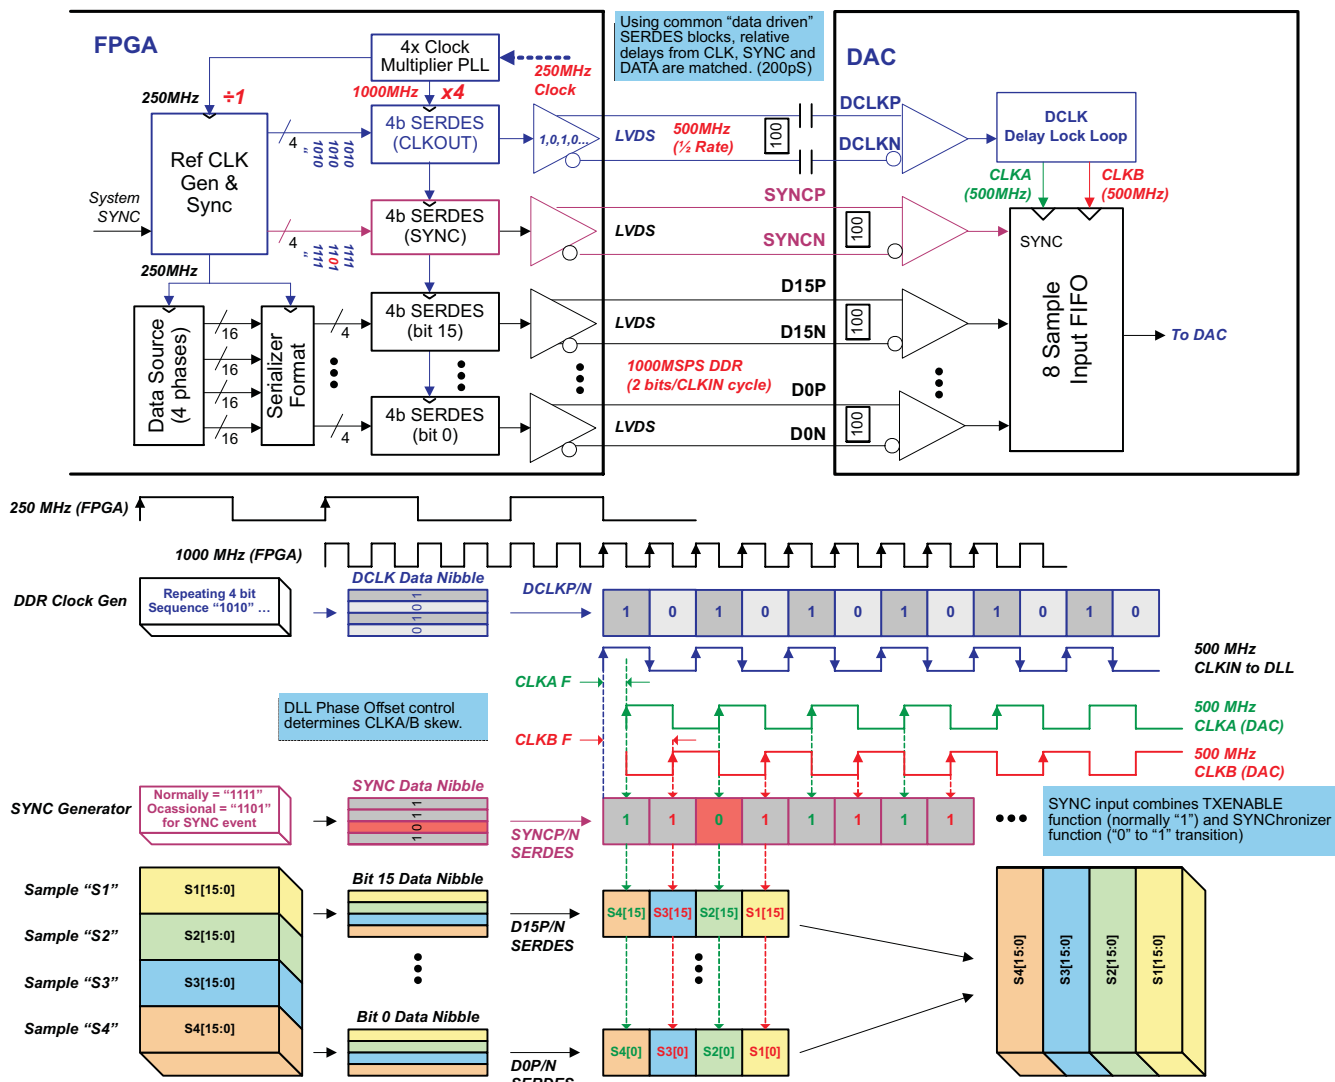 FPGA
4x Clock
Multiplier PLL
Using common “data driven”
SERDES blocks, relative
delays from CLK, SYNC and
DATA are matched. (200pS)
DAC
250MHz
÷1
1000MHz
x4
250MHz
Clock
4b SERDES
(CLKOUT)
1,0,1,0...
LVDS
500MHz
(½ Rate)
100
DCLKP
DCLKN
DCLK
Delay Lock Loop
CLKA
(500MHz)
CLKB
(500MHz)
Ref CLK
Gen &
Sync
4
1010
1010
1010
”
System
SYNC
4b SERDES
(SYNC)
4
1111
1101
1111
”
LVDS
SYNCP
SYNCN
100
SYNC
250MHz
Data Source
(4 phases)
16
16
16
16
Serializer
Format
4
4
4b SERDES
(bit 15)
LVDS
D15P
D15N
100
8 Sample
Input FIFO
To DAC
1000MSPS DDR
(2 bits/CLKIN cycle)
4b SERDES
(bit 0)
LVDS
D0P
D0N
100
250 MHz (FPGA)
1000 MHz (FPGA)
DDR Clock Gen
Repeating 4 bit
Sequence “1010” ...
DCLK Data Nibble
0 1 0 1 0 1
DCLKP/N
1 0 1 0 1 0 1 0 1 0 1 0
500 MHz
CLKIN to DLL
CLKA F
DLL Phase Offset control
determines CLKA/B skew.
500 MHz
CLKA (DAC)
CLKB F
500 MHz
CLKB (DAC)
SYNC Generator
Normally = “1111”
Ocassional = “1101”
for SYNC event
SYNC Data Nibble
1 0 1 1
SYNCP/N
SERDES
1 1 0 1 1 1 1 1
SYNC input combines TXENABLE
function (normally “1”) and SYNChronizer
function (“0” to “1” transition)
Sample “S1”
S1[15:0]
Bit 15 Data Nibble
Sample “S2”
S2[15:0]
D15P/N
SERDES
S4[15] S3[15] S2[15] S1[15]
Sample “S3”
S3[15:0]
Sample “S4”
S4[15:0]
Bit 0 Data Nibble
D0P/N
SERDES
S4[0] S3[0] S2[0] S1[0]
S4[15:0]
S3[15:0]
S2[15:0]
S1[15:0]